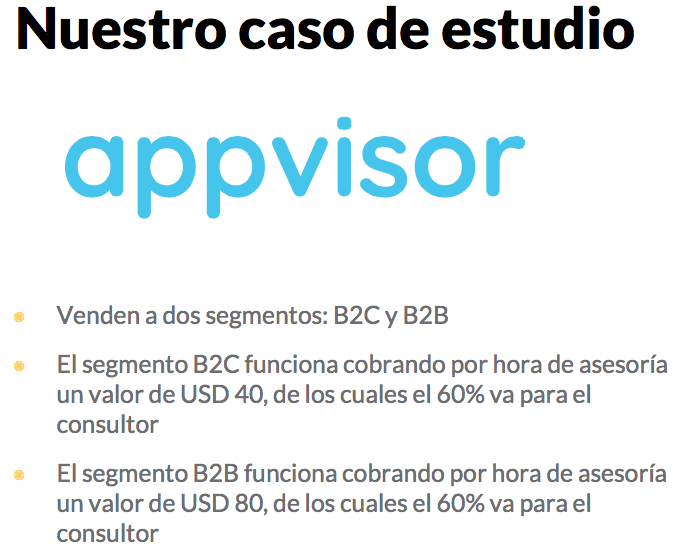 Nuestro caso de estudio
appvisor
Venden a dos segmentos: B2C y B2B
El segmento B2C funciona cobrando por hora de asesoría
un valor de USD 40, de los cuales el 60% va para el
consultor
El segmento B2B funciona cobrando por hora de asesoría
un valor de USD 80, de los cuales el 60% va para el
consultor